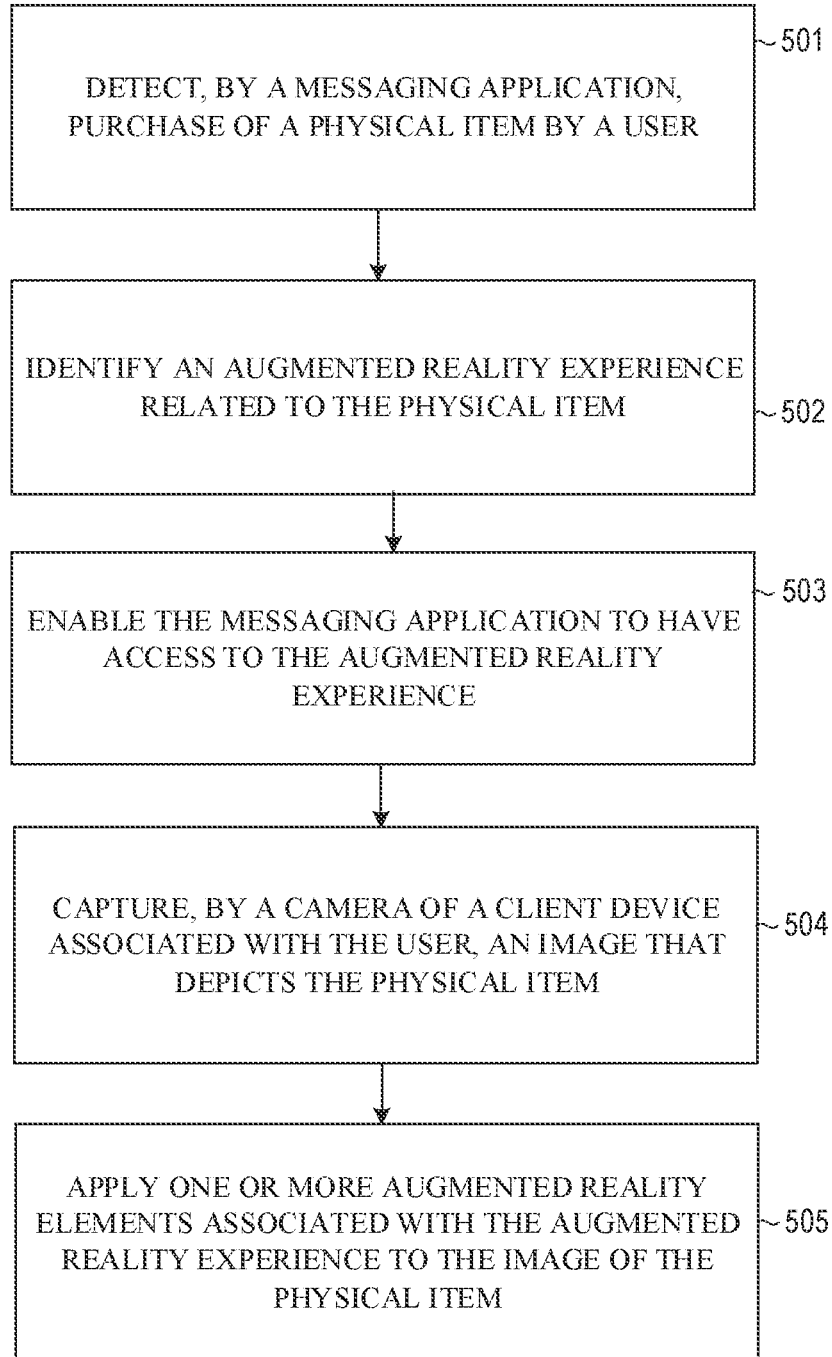 501
DETECT, BY A MESSAGING APPLICATION,
PURCHASE OF A PHYSICAL ITEM BY A USER
IDENTIFY AN AUGMENTED REALITY EXPERIENCE
RELATED TO THE PHYSICAL ITEM
502
503
ENABLE THE MESSAGING APPLICATION TO HAVE
ACCESS TO THE AUGMENTED REALITY
EXPERIENCE
CAPTURE, BY A CAMERA OF A CLIENT DEVICE
ASSOCIATED WITH THE USER, AN IMAGE THAT
DEPICTS THE PHYSICAL ITEM
504
APPLY ONE OR MORE AUGMENTED REALITY
ELEMENTS ASSOCIATED WITH THE AUGMENTED
REALITY EXPERIENCE TO THE IMAGE OF THE
PHYSICAL ITEM
505